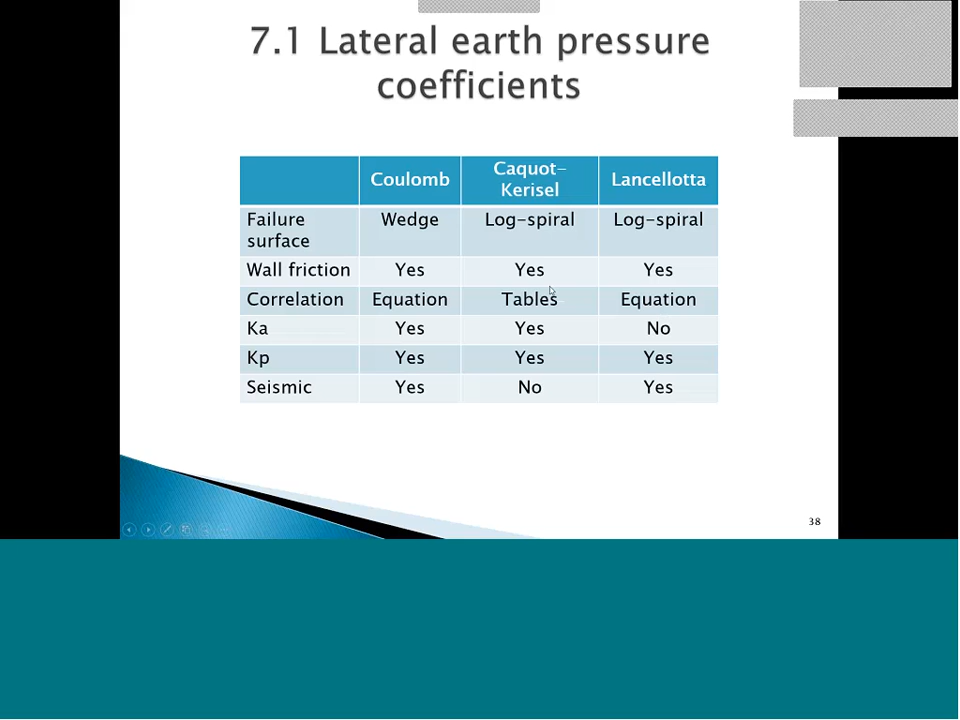 7.1 Lateral earth pressure
coefficients
Coulomb Caquot-Kerisel Lancellotta
Failure surface Wedge Log-spiral Log-spiral
Wall friction Yes Yes Yes
Correlation Equation Tables Equation
Ka Yes Yes No
Kp Yes Yes Yes
Seismic Yes No Yes
38